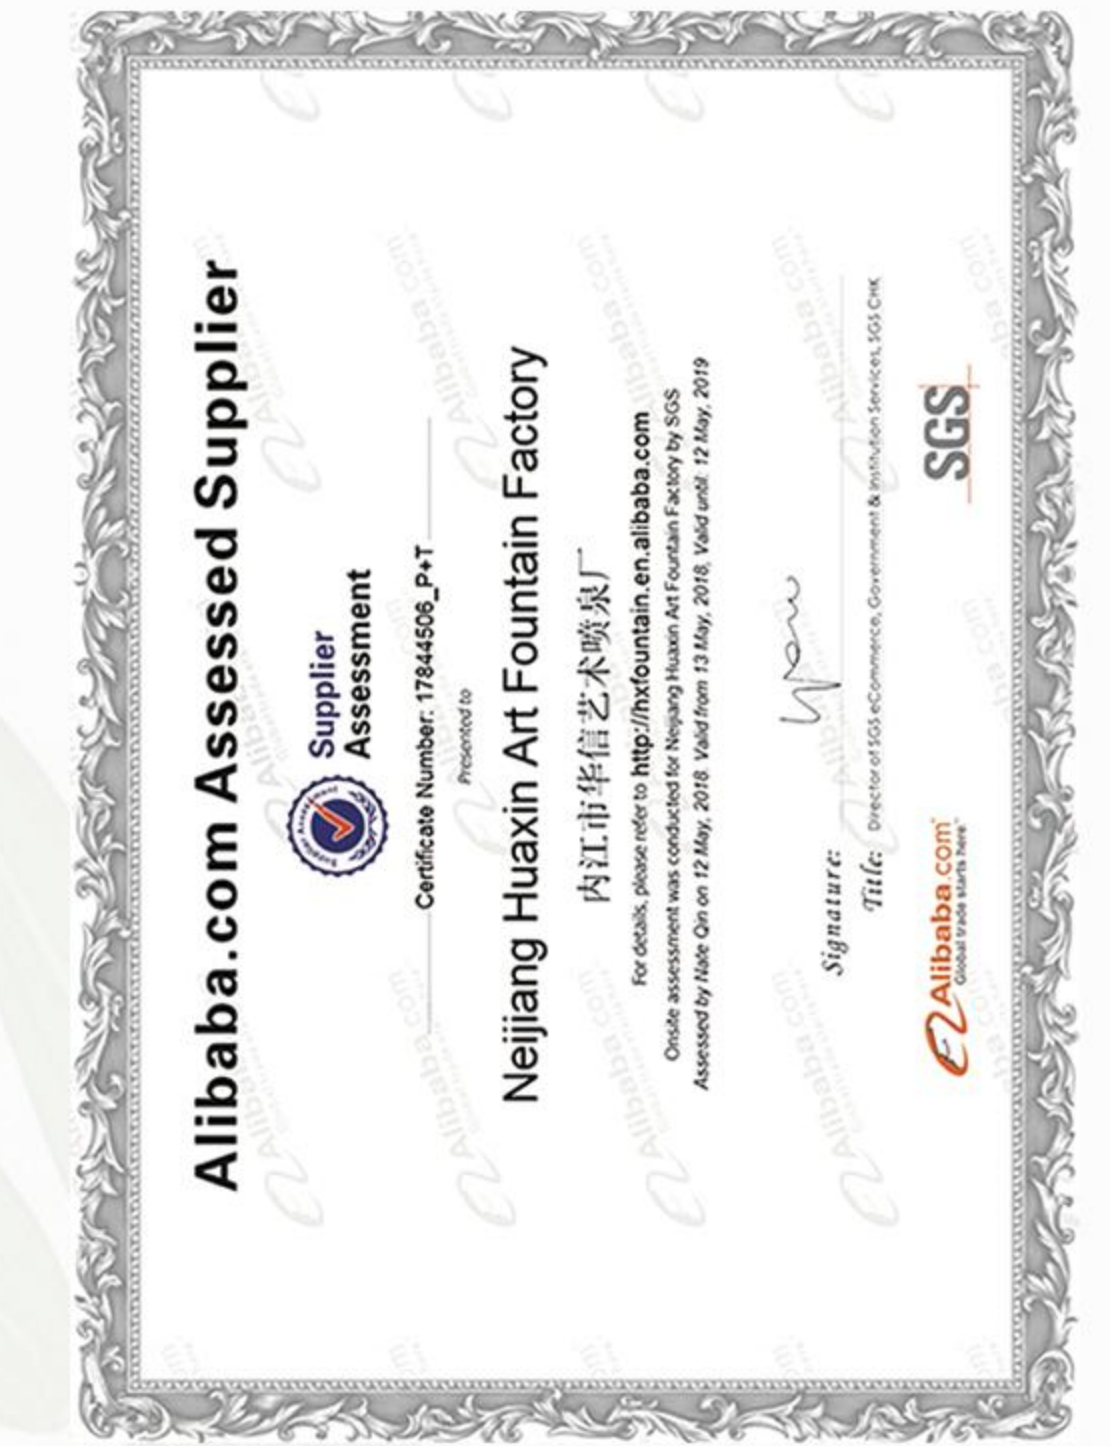 Alibaba.com Assessed Supplier
Supplier
Assessment
Certificate Number: 17844506_P+T
Presented to
Neijiang Huaxin Art Fountain Factory
内江市华信艺术喷泉厂
For details, please refer to http://hxfountain.en.alibaba.com
Onsite assessment was conducted for Neijiang Huaxin Art Fountain Factory by SGS
Assessed by Nate Qin on 12 May, 2018. Valid from 13 May, 2018, Valid until: 12 May, 2019
Signature:
Title: Director of SGS eCommerce, Government & Institution Services, SGS CHK
Alibaba.com
Global trade starts here
SGS